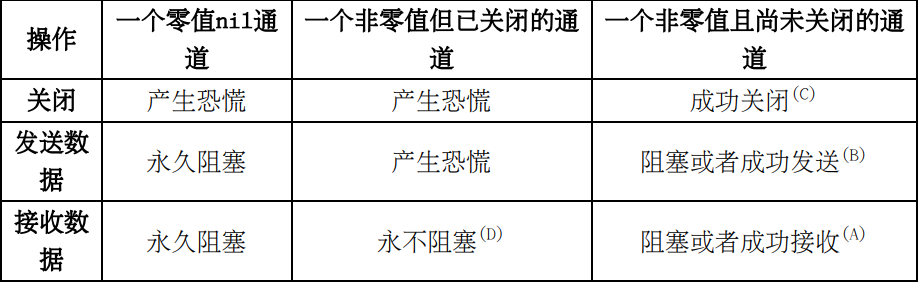 操作
一个零值nil通
道
一个非零值但已关闭的通
道
一个非零值且尚未关闭的通
道
关闭
产生恐慌
产生恐慌
成功关闭(C)
发送数
据
永久阻塞
产生恐慌
阻塞或者成功发送(B)
接收数
据
永久阻塞
永不阻塞(D)
阻塞或者成功接收(A)